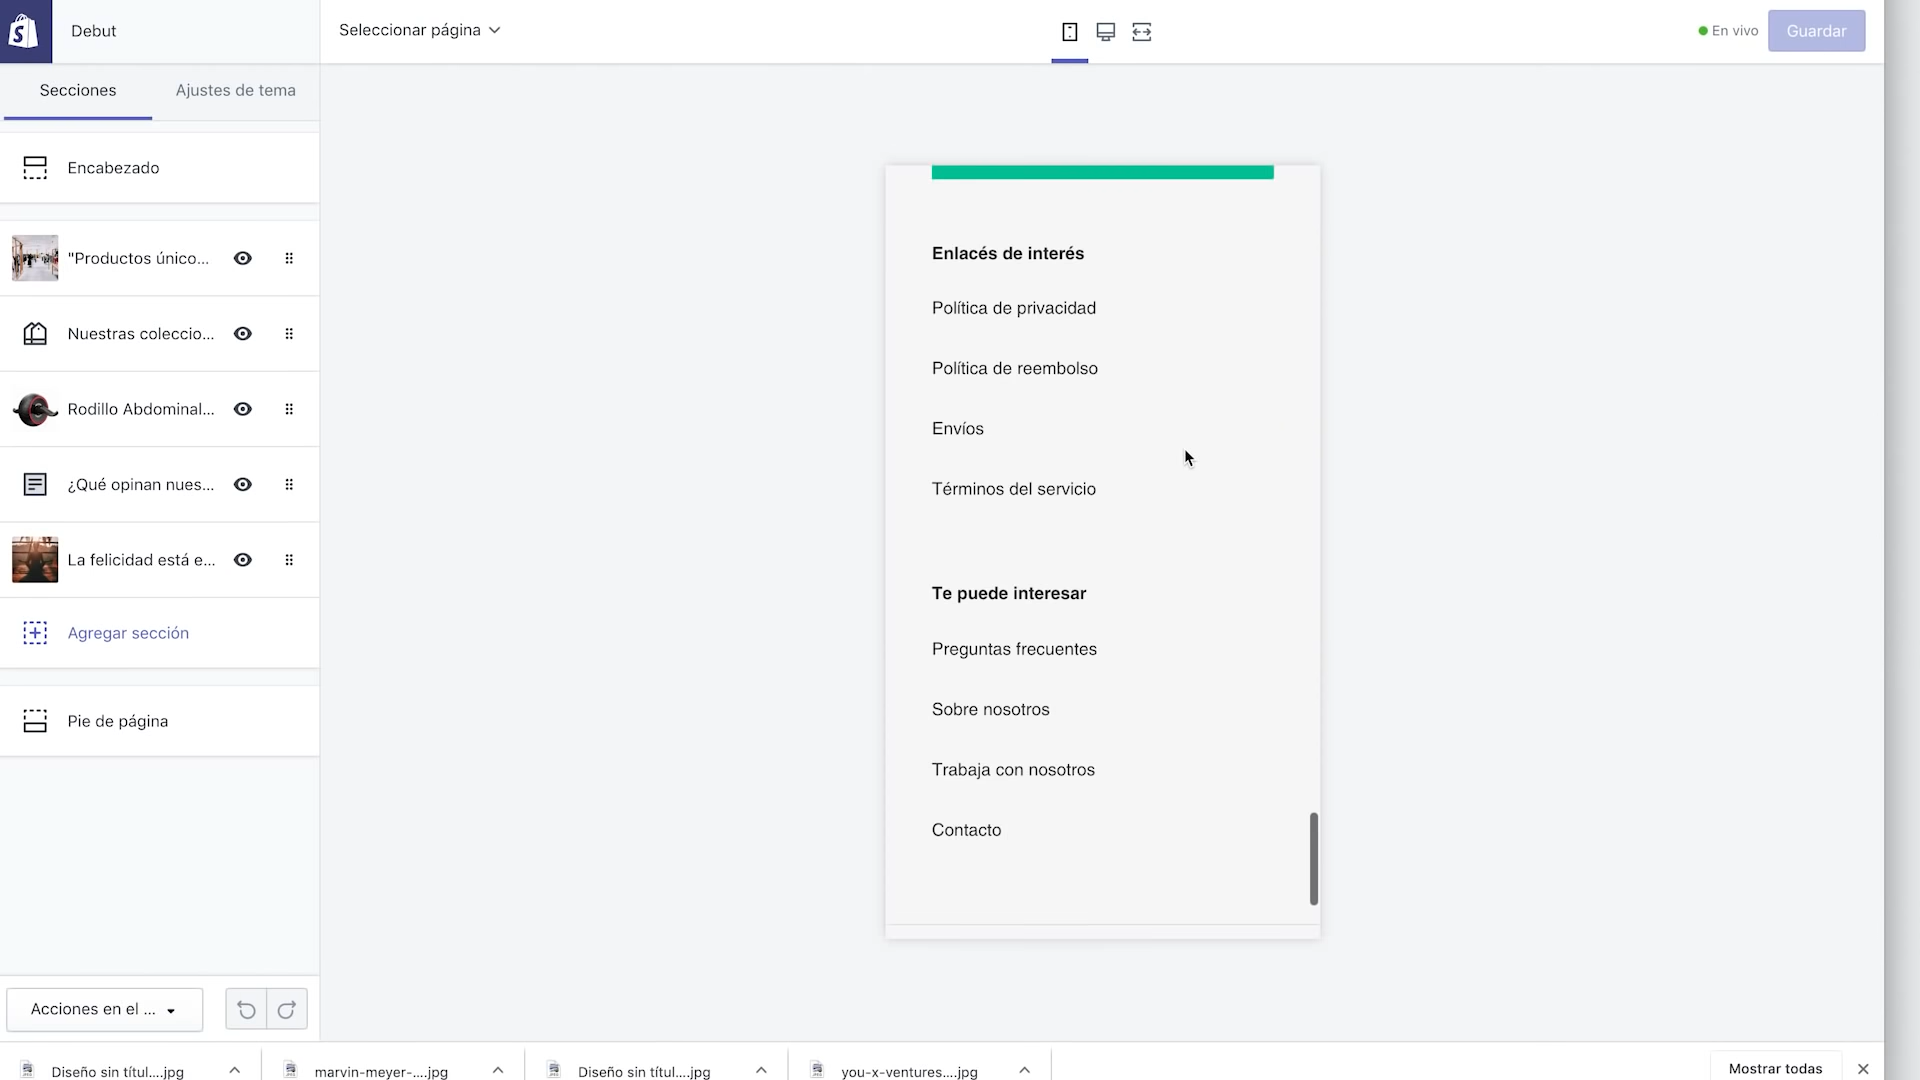 Debut
Seleccionar página
En vivo
Guardar
Secciones
Ajustes de tema
Encabezado
"Productos único...
Nuestras coleccio...
Rodillo Abdominal...
¿Qué opinan nues...
La felicidad está e...
Agregar sección
Pie de página
Enlacés de interés
Política de privacidad
Política de reembolso
Envíos
Términos del servicio
Te puede interesar
Preguntas frecuentes
Sobre nosotros
Trabaja con nosotros
Contacto
Acciones en el ...
Diseño sin títul....jpg
marvin-meyer-....jpg
Diseño sin títul....jpg
you-x-ventures....jpg
Mostrar todas